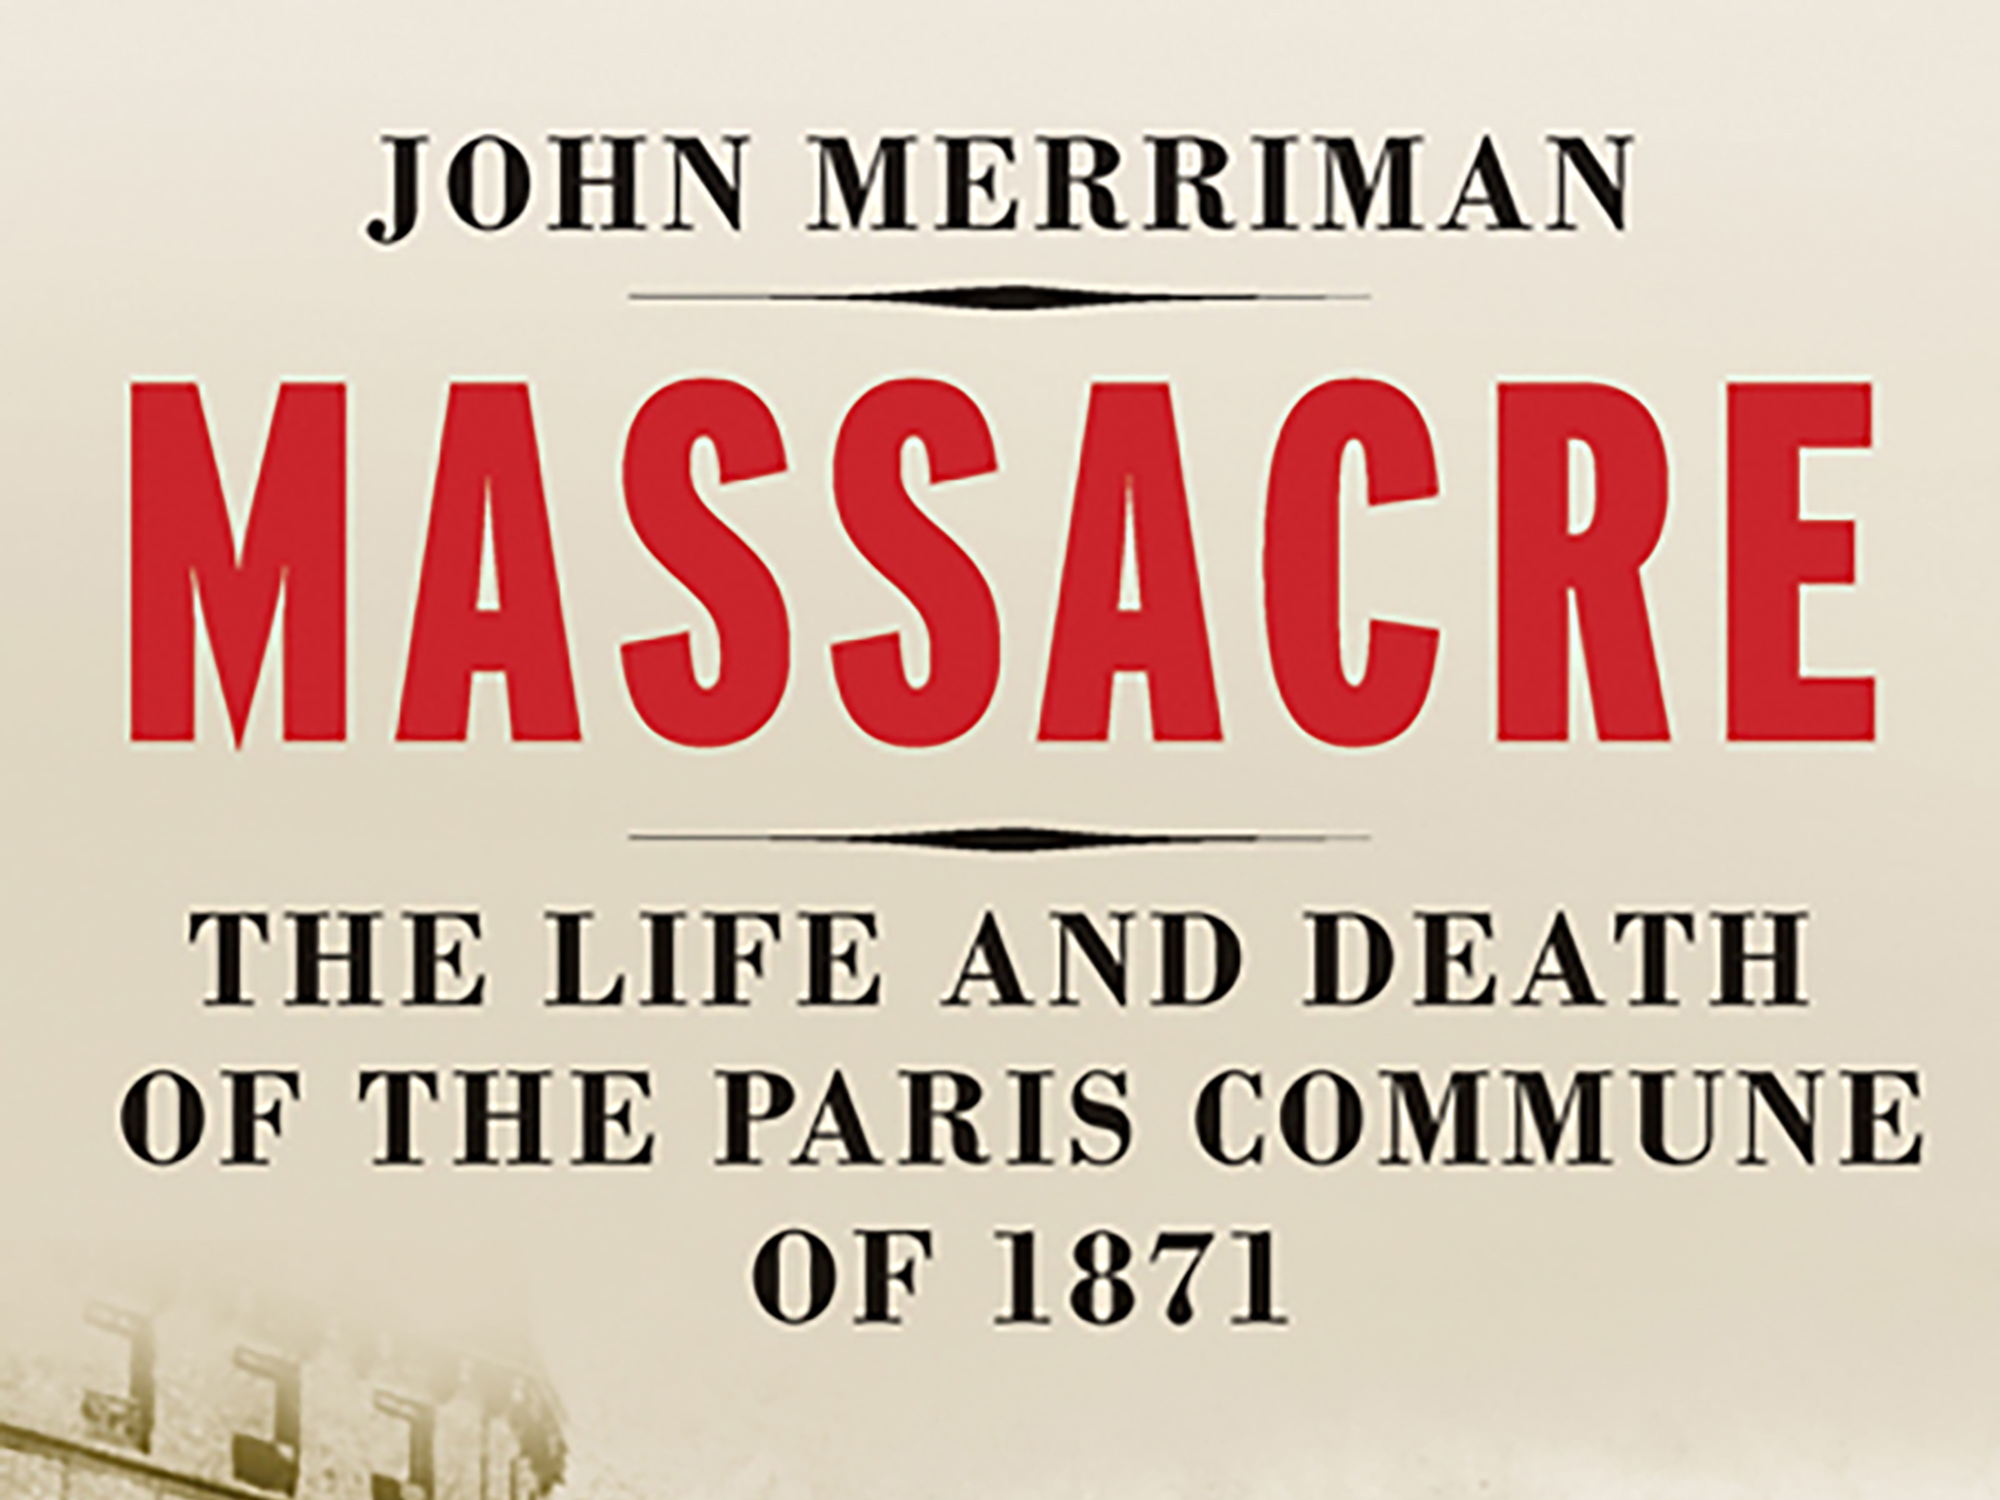 JOHN MERRIMAN
MASSACRE
THE LIFE AND DEATH
OF THE PARIS COMMUNE
OF 1871